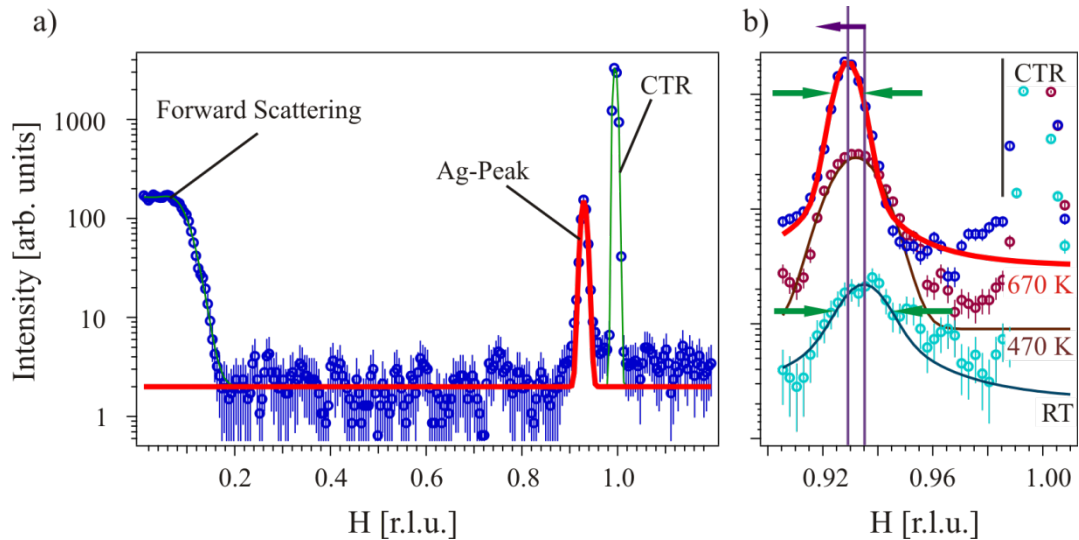 a)
Intensity [arb. units]
1000
100
10
1
Forward Scattering
Ag-Peak
CTR
0.2 0.4 0.6 0.8 1.0
H [r.l.u.]
b)
CTR
670 K
470 K
RT
0.92 0.96 1.00
H [r.l.u.]